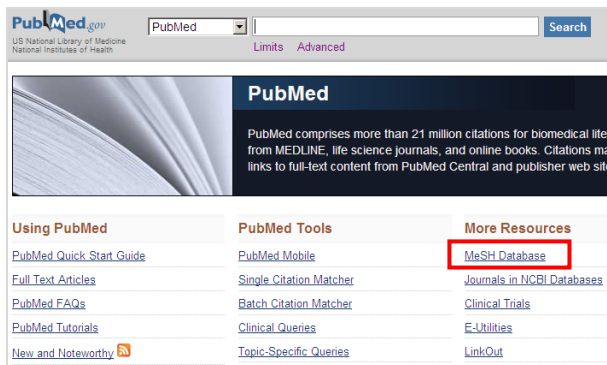 PubMed.gov
US National Library of Medicine
National Institutes of Health
PubMed
Search
Limits Advanced
PubMed
PubMed comprises more than 21 million citations for biomedical lite
from MEDLINE, life science journals, and online books. Citations ma
links to full-text content from PubMed Central and publisher web sit
Using PubMed
PubMed Quick Start Guide
Full Text Articles
PubMed FAQs
PubMed Tutorials
New and Noteworthy
PubMed Tools
PubMed Mobile
Single Citation Matcher
Batch Citation Matcher
Clinical Queries
Topic-Specific Queries
More Resources
MeSH Database
Journals in NCBI Databases
Clinical Trials
E-Utilities
LinkOut